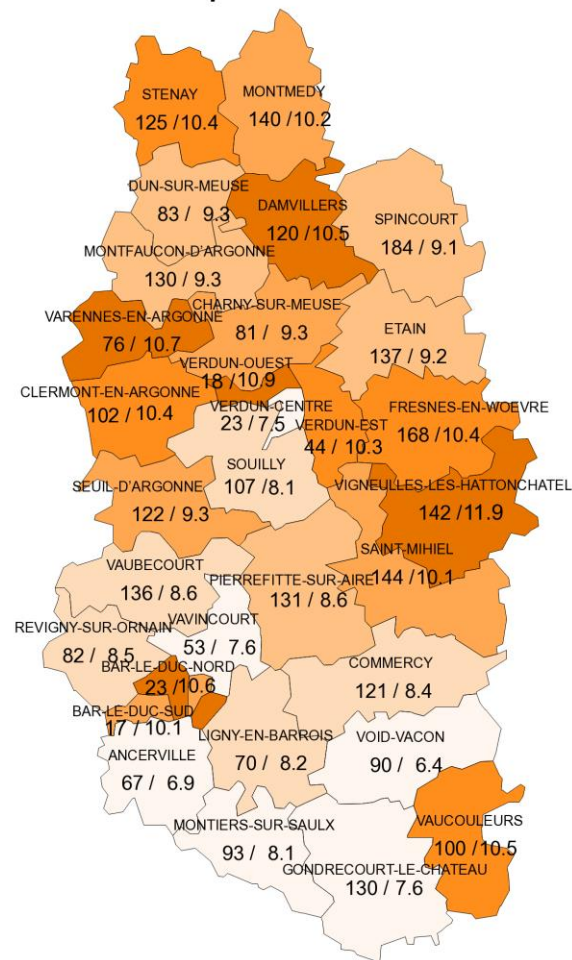 STENAY
125 / 10.4
MONTMEDY
140 / 10.2
DUN-SUR-MEUSE
83 / 9.3
DAMVILLERS
120 / 10.5
SPINCOURT
184 / 9.1
MONTFAUCON-D'ARGONNE
130 / 9.3
VARENNES-EN-ARGONNE
76 / 10.7
CHARNY-SUR-MEUSE
81 / 9.3
ETAIN
137 / 9.2
VERDUN-OUEST
18 / 10.9
CLERMONT-EN-ARGONNE
102 / 10.4
VERDUN-CENTRE
23 / 7.5
VERDUN-EST
44 / 10.3
FRESNES-EN-WOEVRE
168 / 10.4
SOUILLY
107 / 8.1
SEUIL-D'ARGONNE
122 / 9.3
VIGNEULLES-LES-HATTONCHATEL
142 / 11.9
SAINT-MIHIEL
144 / 10.1
VAUBECOURT
136 / 8.6
PIERREFITTE-SUR-AIRE
131 / 8.6
REVIGNY-SUR-ORNAIN
82 / 8.5
VAVINCOURT
53 / 7.6
BAR-LE-DUC-NORD
23 / 10.6
COMMERCY
121 / 8.4
BAR-LE-DUC-SUD
17 / 10.1
LIGNY-EN-BARROIS
70 / 8.2
VOID-VACON
90 / 6.4
ANCERVILLE
67 / 6.9
MONTIERS-SUR-SAULX
93 / 8.1
VAUCOULEURS
100 / 10.5
GONDRECOURT-LE-CHATEAU
130 / 7.6